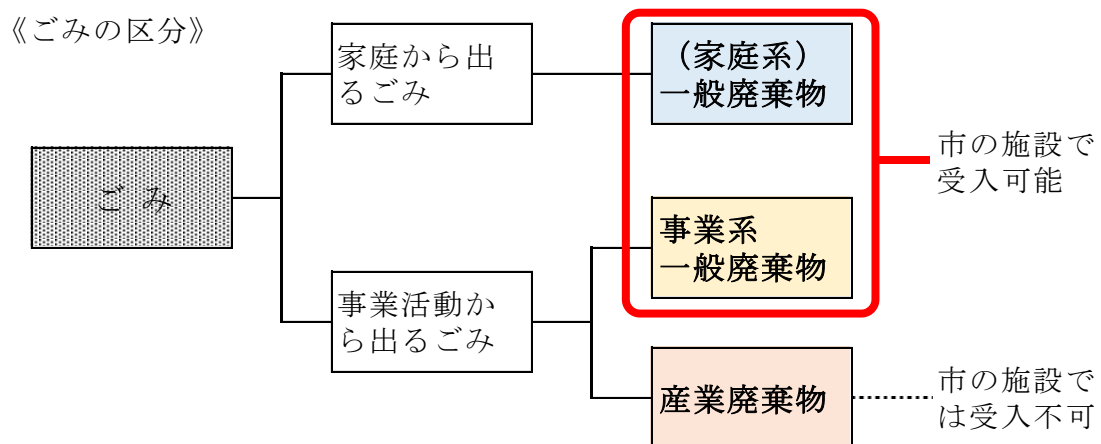 《ごみの区分》
ごみ
家庭から出
るごみ
（家庭系）
一般廃棄物
市の施設で
受入可能
事業活動か
ら出るごみ
事業系
一般廃棄物
産業廃棄物
市の施設で
は受入不可